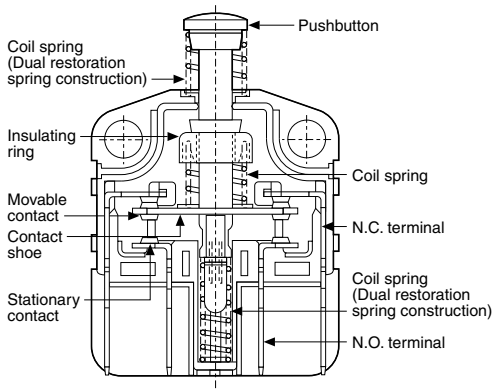 Pushbutton
Coil spring
(Dual restoration
spring construction)
Insulating
ring
Coil spring
Movable
contact
N.C. terminal
Contact
shoe
Coil spring
(Dual restoration
spring construction)
Stationary
contact
N.O. terminal